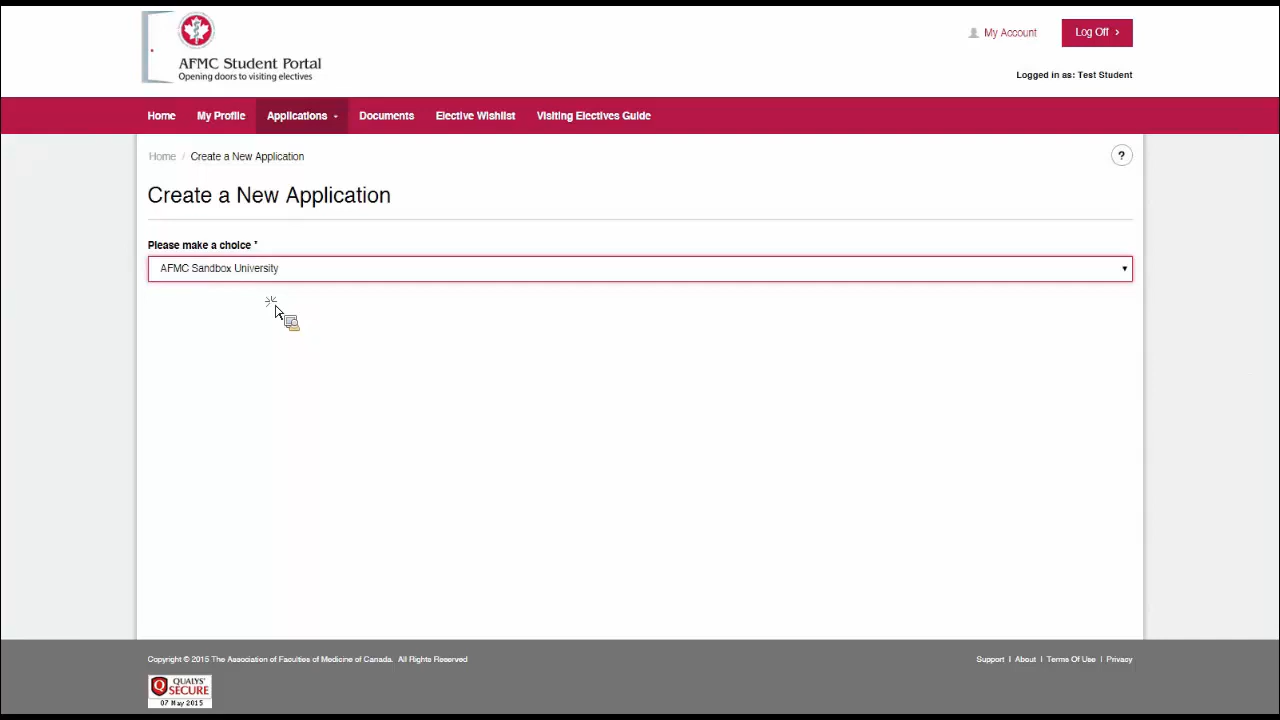 AFMC Student Portal
Opening doors to visiting electives
My Account
Log Off ›
Logged in as: Test Student
Home My Profile Applications Documents Elective Wishlist Visiting Electives Guide
Home / Create a New Application
?
Create a New Application
Please make a choice *
AFMC Sandbox University
Copyright © 2015 The Association of Faculties of Medicine of Canada. All Rights Reserved
Support | About | Terms Of Use | Privacy
QUALYS'
SECURE
07 May 2015